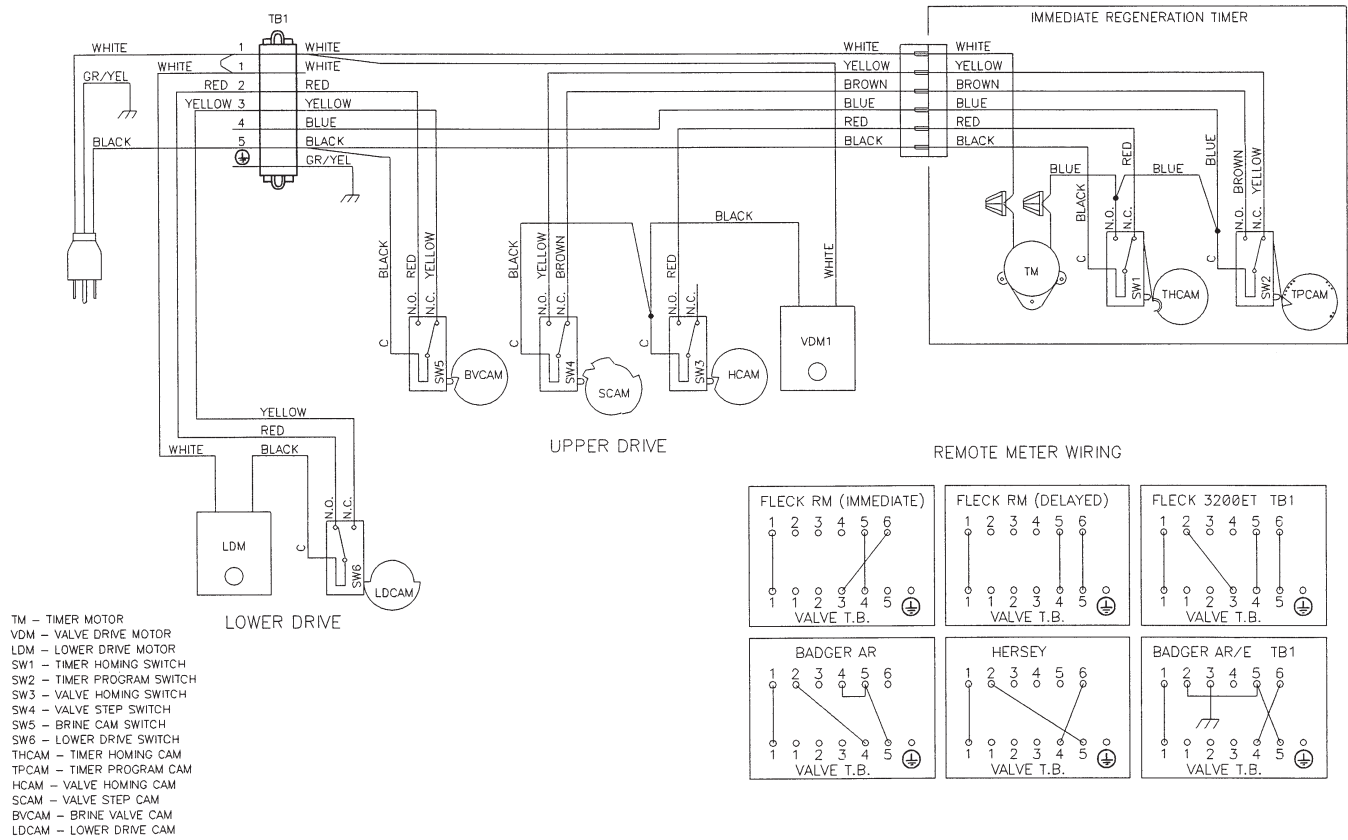 TB1
IMMEDIATE REGENERATION TIMER
WHITE 1 WHITE WHITE WHITE
WHITE 1 WHITE YELLOW YELLOW
GR/YEL
RED 2 RED BROWN BROWN
YELLOW 3 YELLOW BLUE BLUE
4 BLUE RED RED
BLACK 5 BLACK BLACK BLACK
GR/YEL
BLUE BLACK N.O. RED N.C. BLUE BLUE BROWN N.O. YELLOW N.C.
BLACK
BLACK RED YELLOW BLACK YELLOW BROWN RED WHITE
N.O. N.C. N.O. N.C. N.O. N.C.
TM C SW1 THCAM C SW2 TPCAM
C SW5 BVCAM C SW4 SCAM C SW3 HCAM VDM1
YELLOW
RED
WHITE BLACK
N.O. N.C.
UPPER DRIVE
LDM C SW6 LDCAM
LOWER DRIVE
REMOTE METER WIRING
FLECK RM (IMMEDIATE)
1 2 3 4 5 6
1 1 2 3 4 5
VALVE T.B.
FLECK RM (DELAYED)
1 2 3 4 5 6
1 1 2 3 4 5
VALVE T.B.
FLECK 3200ET TB1
1 2 3 4 5 6
1 1 2 3 4 5
VALVE T.B.
BADGER AR
1 2 3 4 5 6
1 1 2 3 4 5
VALVE T.B.
HERSEY
1 2 3 4 5 6
1 1 2 3 4 5
VALVE T.B.
BADGER AR/E TB1
1 2 3 4 5 6
1 1 2 3 4 5
VALVE T.B.
TM – TIMER MOTOR
VDM – VALVE DRIVE MOTOR
LDM – LOWER DRIVE MOTOR
SW1 – TIMER HOMING SWITCH
SW2 – TIMER PROGRAM SWITCH
SW3 – VALVE HOMING SWITCH
SW4 – VALVE STEP SWITCH
SW5 – BRINE CAM SWITCH
SW6 – LOWER DRIVE SWITCH
THCAM – TIMER HOMING CAM
TPCAM – TIMER PROGRAM CAM
HCAM – VALVE HOMING CAM
SCAM – VALVE STEP CAM
BVCAM – BRINE VALVE CAM
LDCAM – LOWER DRIVE CAM